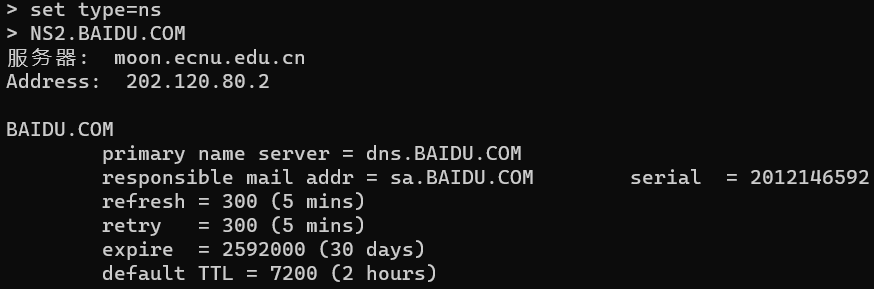 > set type=ns
> NS2.BAIDU.COM
服务器:  moon.ecnu.edu.cn
Address:  202.120.80.2

BAIDU.COM
        primary name server = dns.BAIDU.COM
        responsible mail addr = sa.BAIDU.COM        serial  = 2012146592
        refresh = 300 (5 mins)
        retry   = 300 (5 mins)
        expire  = 2592000 (30 days)
        default TTL = 7200 (2 hours)